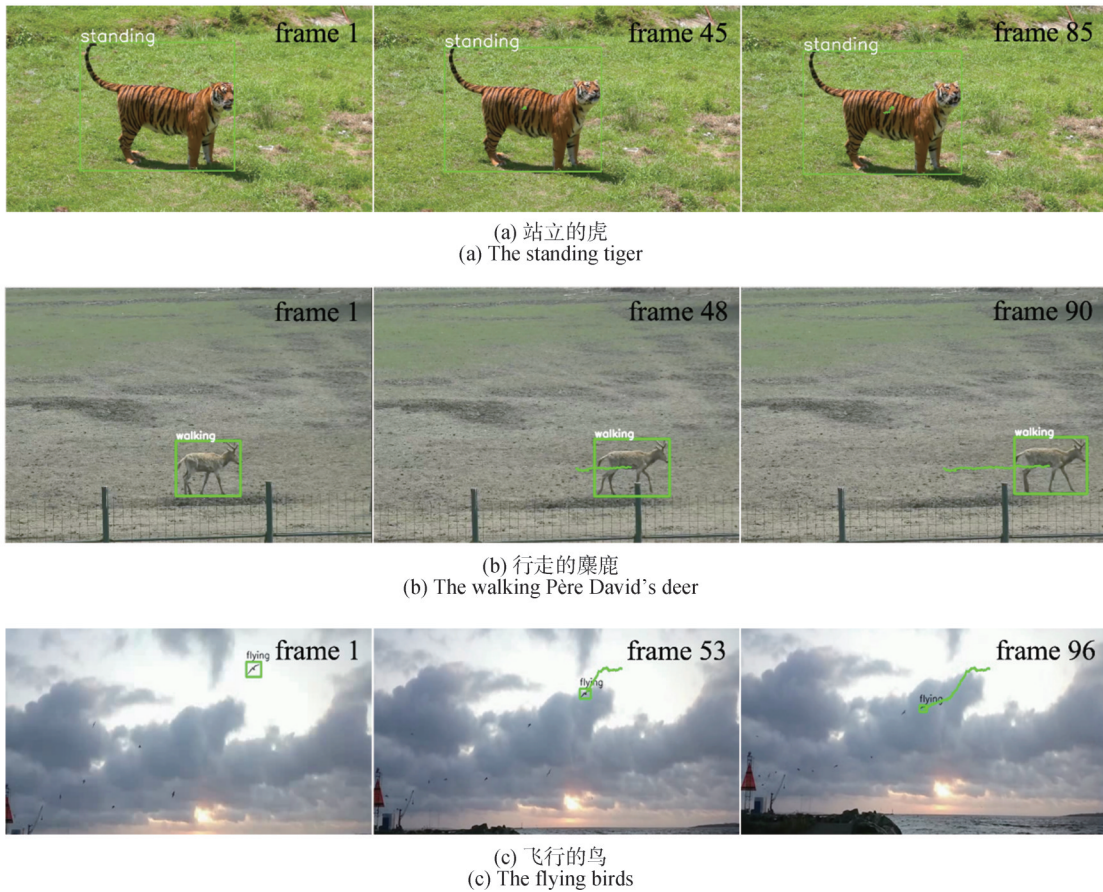 standing frame 1
standing frame 45
standing frame 85
(a) 站立的虎
(a) The standing tiger
frame 1
walking
frame 48
walking
frame 90
walking
(b) 行走的麋鹿
(b) The walking Père David’s deer
flying frame 1
frame 53
flying
frame 96
flying
(c) 飞行的鸟
(c) The flying birds